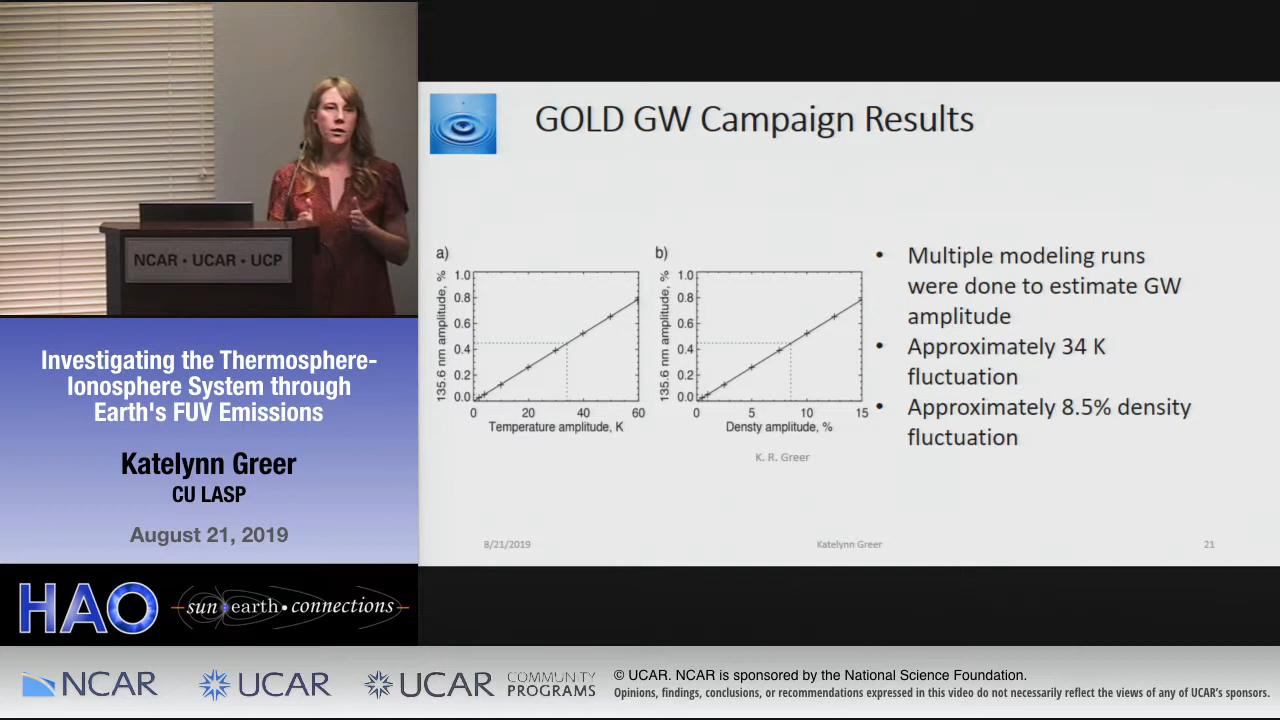 NCAR • UCAR • UCP
Investigating the Thermosphere-
Ionosphere System through
Earth's FUV Emissions
Katelynn Greer
CU LASP
August 21, 2019
HAO
sun earth connections
GOLD GW Campaign Results
a)
135.6 nm amplitude, %
1.0
0.8
0.6
0.4
0.2
0.0
0 20 40 60
Temperature amplitude, K
b)
135.6 nm amplitude, %
1.0
0.8
0.6
0.4
0.2
0.0
0 5 10 15
Densty amplitude, %
K. R. Greer
• Multiple modeling runs
were done to estimate GW
amplitude
• Approximately 34 K
fluctuation
• Approximately 8.5% density
fluctuation
8/21/2019 Katelynn Greer 21
NCAR
UCAR
UCAR COMMUNITY
PROGRAMS
© UCAR. NCAR is sponsored by the National Science Foundation.
Opinions, findings, conclusions, or recommendations expressed in this video do not necessarily reflect the views of any of UCAR's sponsors.